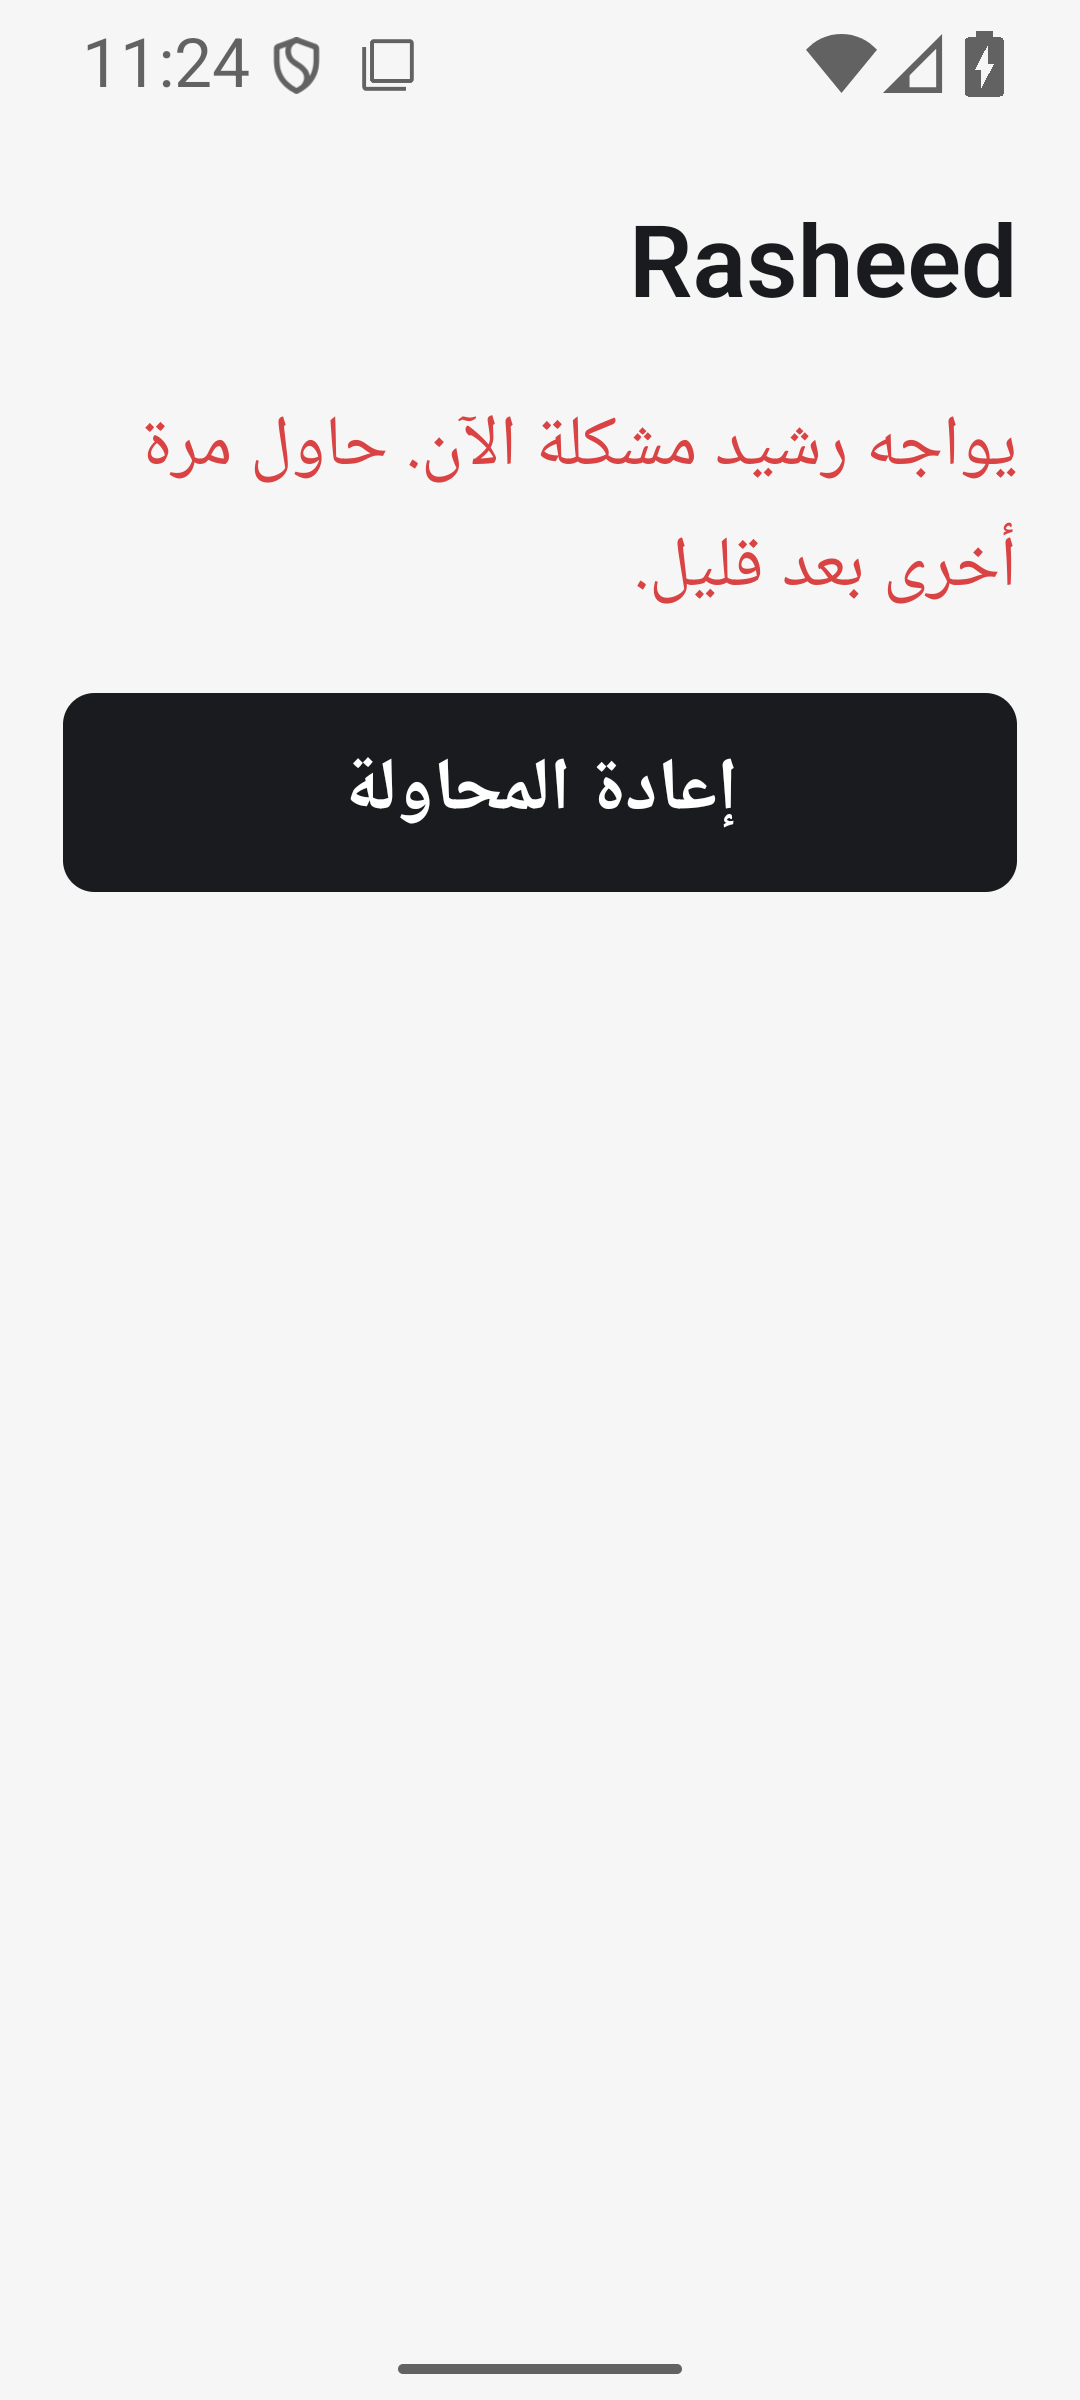 11:24
Rasheed
يواجه رشيد مشكلة الآن. حاول مرة
أخرى بعد قليل.
إعادة المحاولة